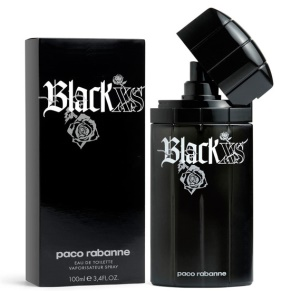 Black XS
paco rabanne
EAU DE TOILETTE
VAPORISATEUR SPRAY
100ml e 3,4FL.OZ.
Black XS
paco rabanne